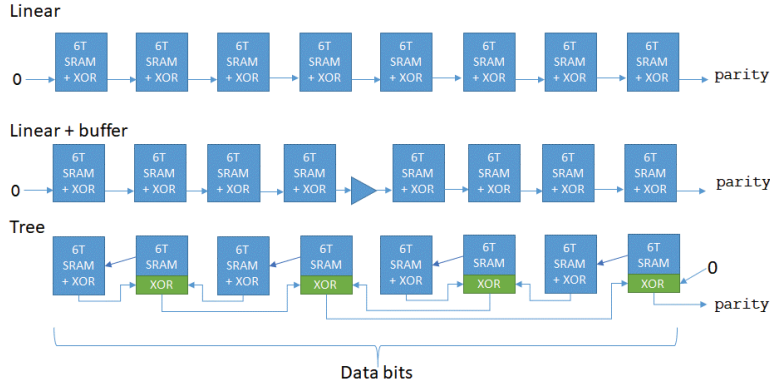 Linear
6T 6T 6T 6T 6T 6T 6T 6T
SRAM SRAM SRAM SRAM SRAM SRAM SRAM SRAM
0 + XOR + XOR + XOR + XOR + XOR + XOR + XOR + XOR parity
Linear + buffer
6T 6T 6T 6T 6T 6T 6T 6T
SRAM SRAM SRAM SRAM SRAM SRAM SRAM SRAM
0 + XOR + XOR + XOR + XOR + XOR + XOR + XOR + XOR parity
Tree
6T 6T 6T 6T 6T 6T 6T 6T
SRAM SRAM SRAM SRAM SRAM SRAM SRAM SRAM 0
+ XOR XOR + XOR XOR + XOR XOR + XOR XOR
parity
Data bits